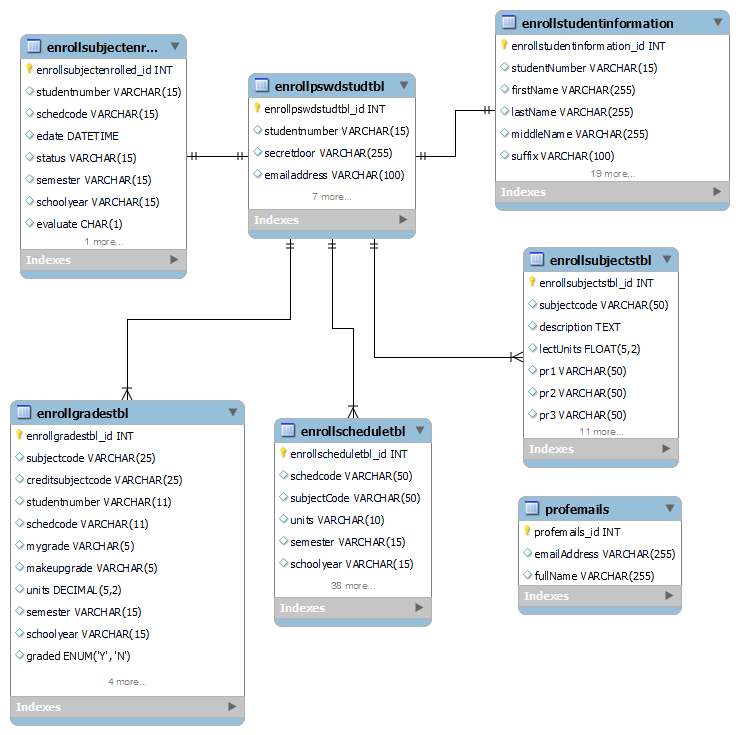 enrollsubjectenr...
enrollsubjectenrolled_id INT
studentnumber VARCHAR(15)
schedcode VARCHAR(15)
edate DATETIME
status VARCHAR(15)
semester VARCHAR(15)
schoolyear VARCHAR(15)
evaluate CHAR(1)
1 more...
Indexes
enrollpswdstudtbl
enrollpswdstudtbl_id INT
studentnumber VARCHAR(15)
secretdoor VARCHAR(255)
emailaddress VARCHAR(100)
7 more...
Indexes
enrollstudentinformation
enrollstudentinformation_id INT
studentNumber VARCHAR(15)
firstName VARCHAR(255)
lastName VARCHAR(255)
middleName VARCHAR(255)
suffix VARCHAR(100)
19 more...
Indexes
enrollsubjectstbl
enrollsubjectstbl_id INT
subjectcode VARCHAR(50)
description TEXT
lectUnits FLOAT(5,2)
pr1 VARCHAR(50)
pr2 VARCHAR(50)
pr3 VARCHAR(50)
11 more...
Indexes
enrollgradestbl
enrollgradestbl_id INT
subjectcode VARCHAR(25)
creditsubjectcode VARCHAR(25)
studentnumber VARCHAR(11)
schedcode VARCHAR(11)
mygrade VARCHAR(5)
makeupgrade VARCHAR(5)
units DECIMAL(5,2)
semester VARCHAR(15)
schoolyear VARCHAR(15)
graded ENUM('Y', 'N')
4 more...
Indexes
enrollscheduletbl
enrollscheduletbl_id INT
schedcode VARCHAR(50)
subjectCode VARCHAR(50)
units VARCHAR(10)
semester VARCHAR(15)
schoolyear VARCHAR(15)
38 more...
Indexes
profemails
profemails_id INT
emailAddress VARCHAR(255)
fullName VARCHAR(255)
Indexes